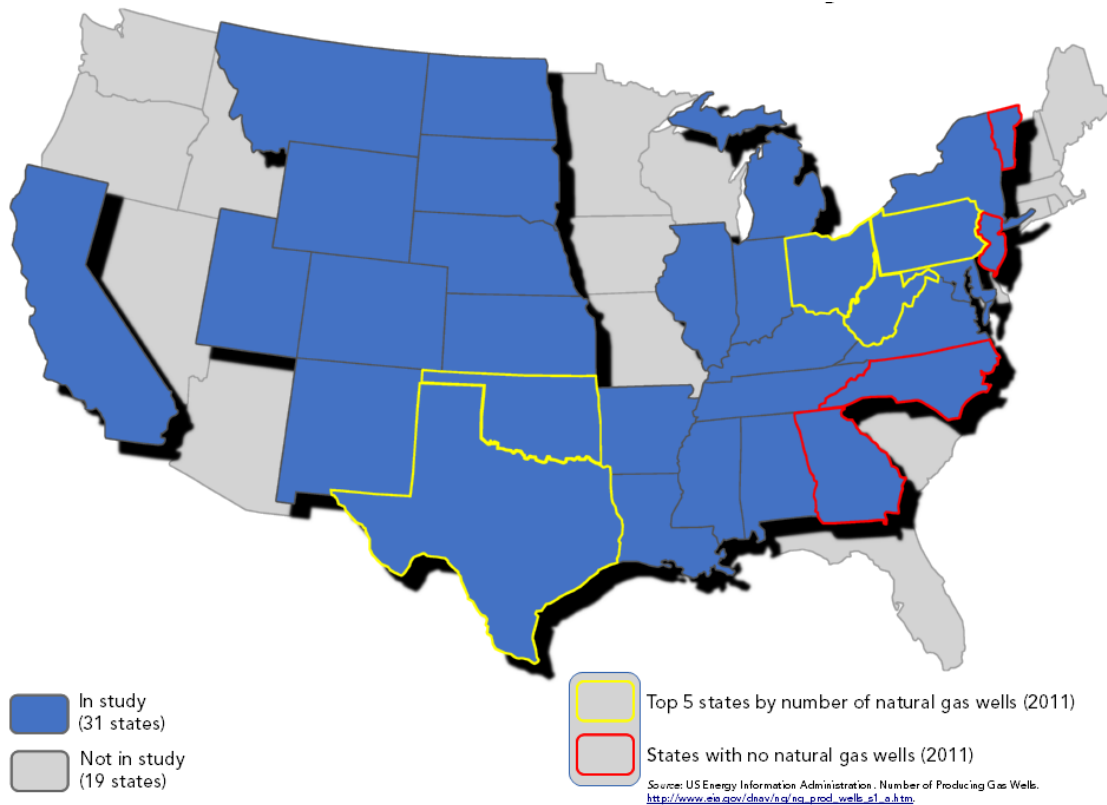 In study
(31 states)
Not in study
(19 states)
Top 5 states by number of natural gas wells (2011)
States with no natural gas wells (2011)
Source: US Energy Information Administration. Number of Producing Gas Wells.
http://www.eia.gov/dnav/ng/ng_prod_wells_s1_a.htm.